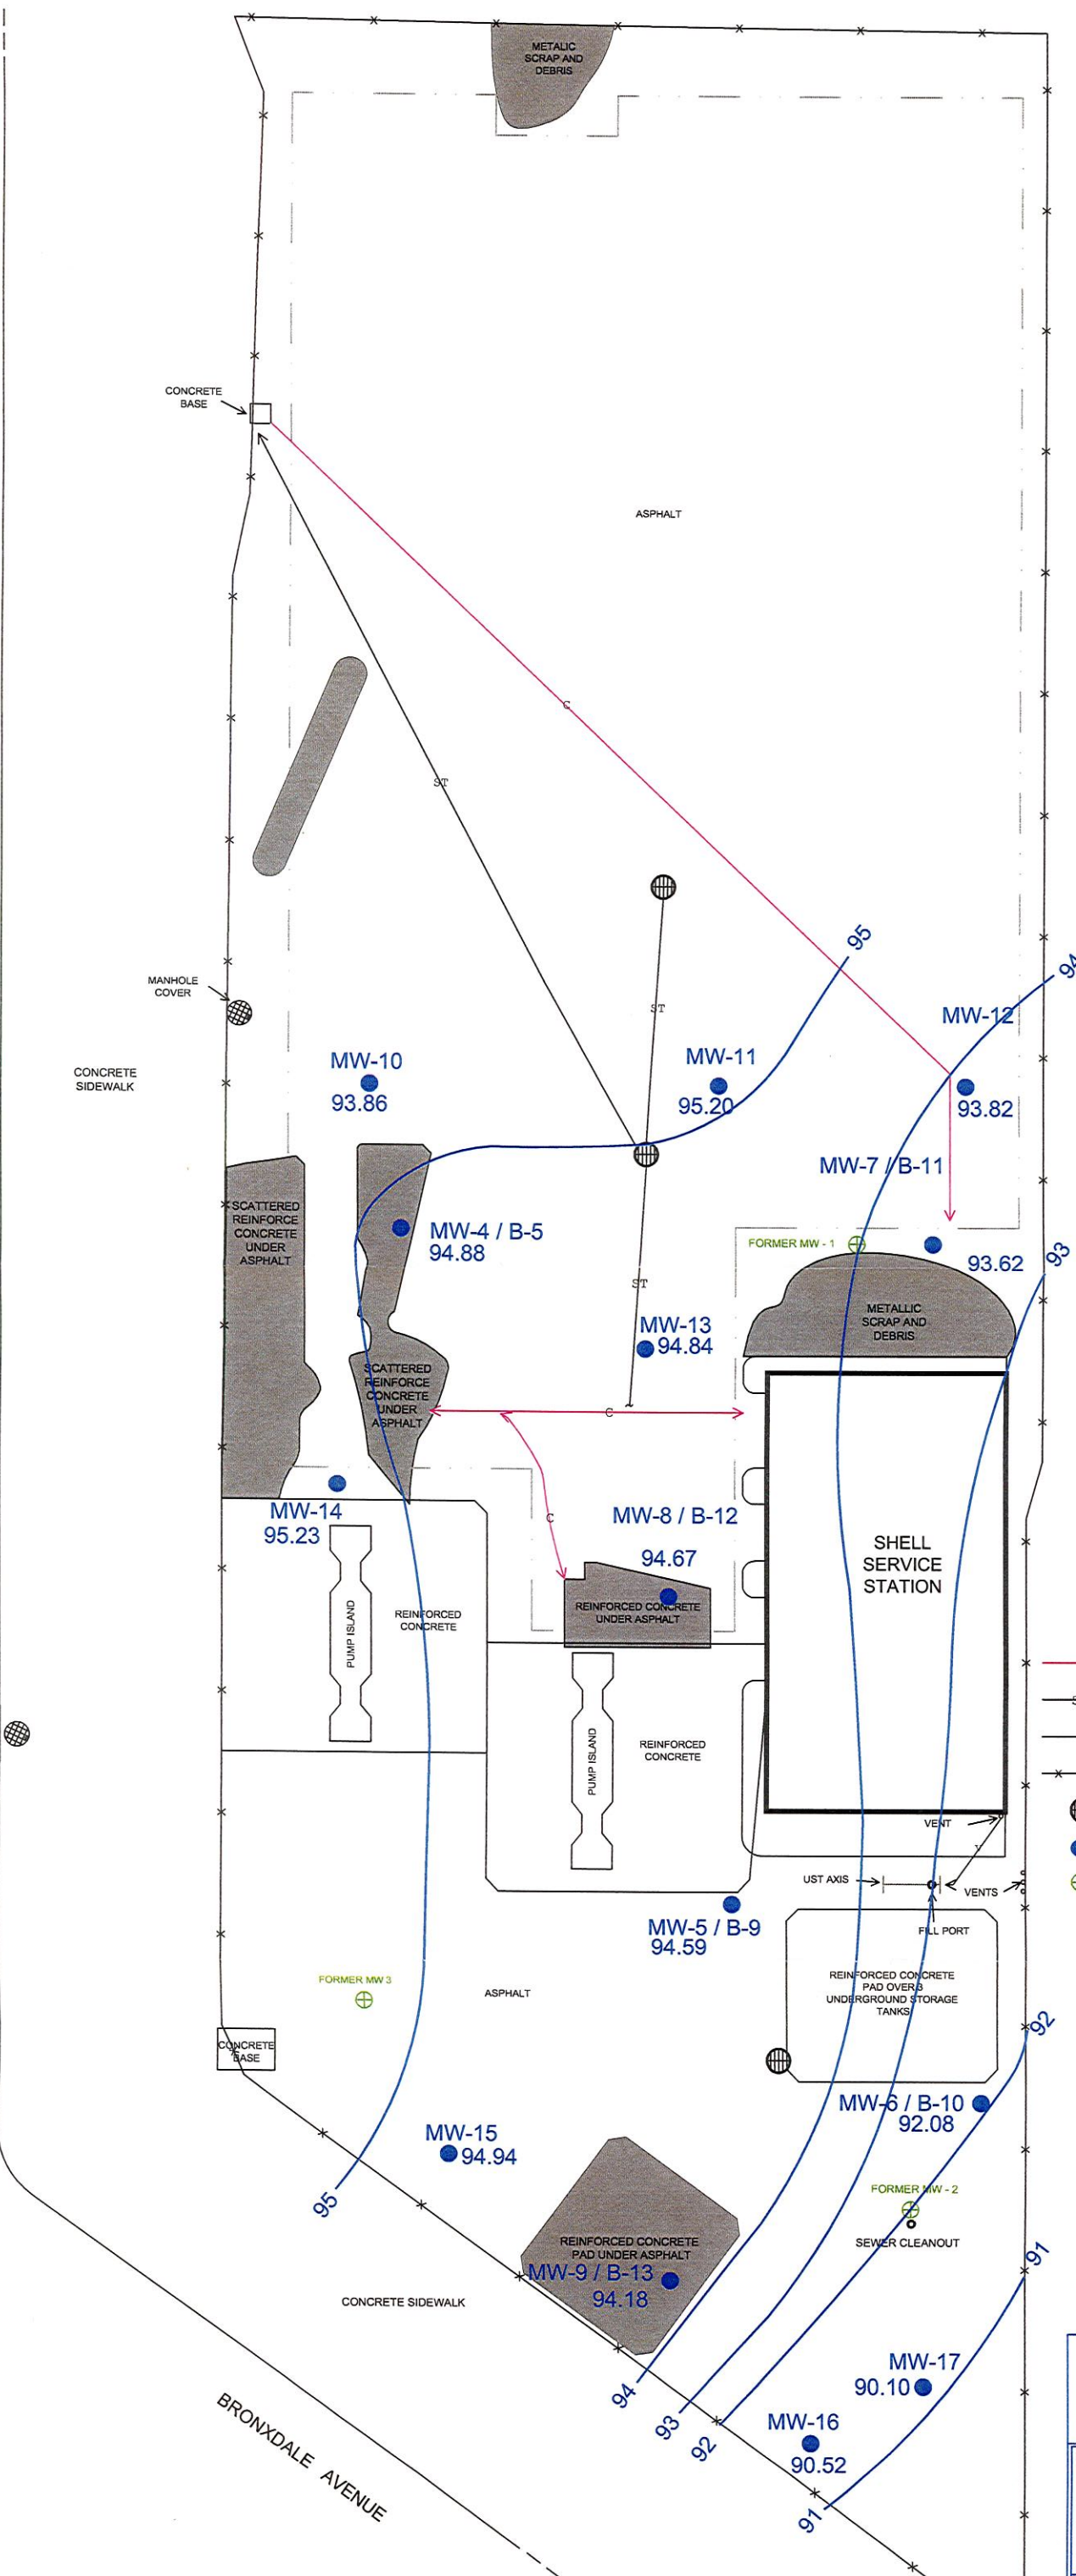 METALIC
SCRAP AND
DEBRIS
CONCRETE
BASE
ASPHALT
C
ST
95
94
MANHOLE
COVER
ST
MW-12
CONCRETE
SIDEWALK
MW-10
93.86
MW-11
95.20
93.82
MW-7 / B-11
SCATTERED
REINFORCE
CONCRETE
UNDER
ASPHALT
MW-4 / B-5
94.88
FORMER MW - 1
93.62
93
ST
METALLIC
SCRAP AND
DEBRIS
MW-13
94.84
SCATTERED
REINFORCE
CONCRETE
UNDER
ASPHALT
C
MW-14
95.23
C
MW-8 / B-12
94.67
SHELL
SERVICE
STATION
REINFORCED CONCRETE
UNDER ASPHALT
PUMP ISLAND
REINFORCED
CONCRETE
PUMP ISLAND
REINFORCED
CONCRETE
VENT
V
UST AXIS
VENTS
FILL PORT
MW-5 / B-9
94.59
FORMER MW 3
ASPHALT
REINFORCED CONCRETE
PAD OVER 3
UNDERGROUND STORAGE
TANKS
92
CONCRETE
BASE
MW-6 / B-10
92.08
MW-15
94.94
95
FORMER MW - 2
SEWER CLEANOUT
REINFORCED CONCRETE
PAD UNDER ASPHALT
MW-9 / B-13
94.18
91
CONCRETE SIDEWALK
MW-17
90.10
94
93
92
MW-16
90.52
91
BRONXDALE AVENUE